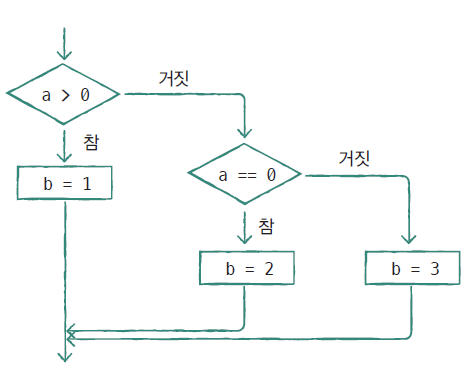 거짓
a > 0
참
거짓
b = 1
a == 0
참
b = 2
b = 3